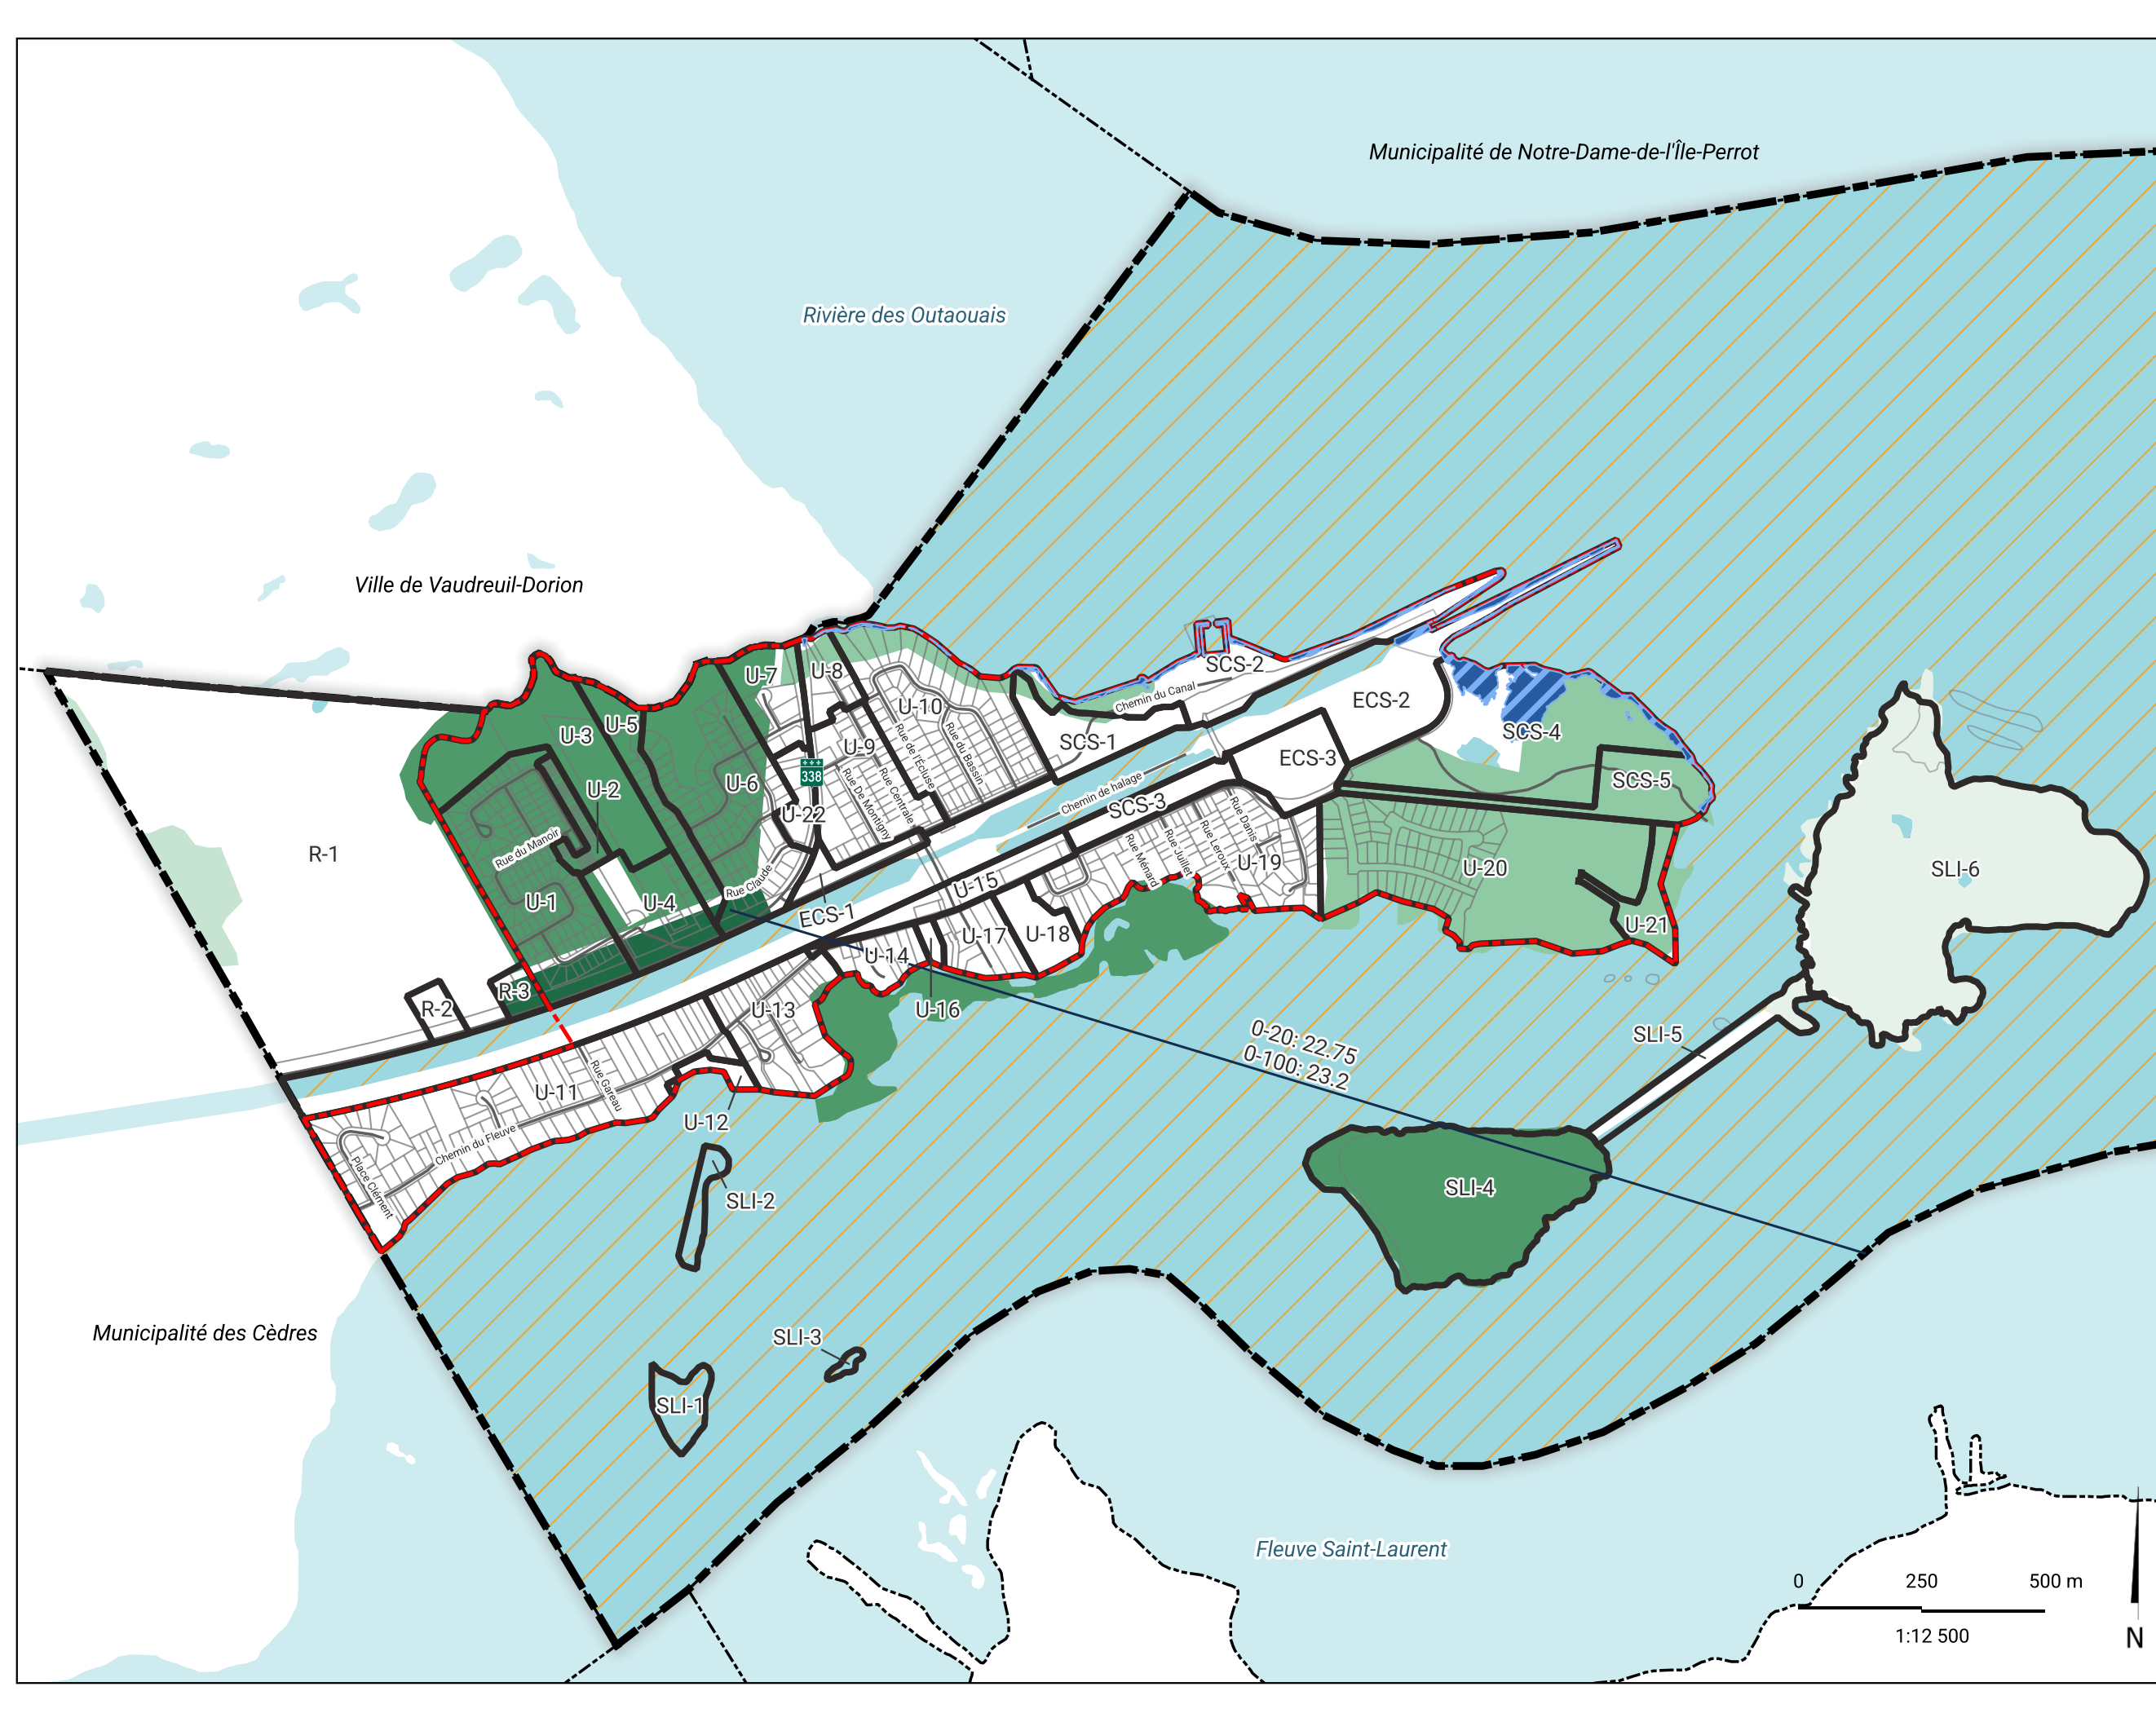 Municipalité de Notre-Dame-de-l'Île-Perrot
Rivière des Outaouais
Ville de Vaudreuil-Dorion
U-7
U-8
SCS-2
U-3
U-5
U-10
Chemin du Canal
ECS-2
SCS-4
U-9
SCS-1
ECS-3
Rue de l'Écluse
Rue du Bassin
338
U-6
U-2
SCS-5
Rue De Montigny
Rue Centrale
Chemin de halage
SCS-3
U-22
Rue du Manoir
R-1
Rue Ménard
Rue Juillet
Rue Leroux
Rue Danis
U-19
U-20
SLI-6
Rue Claude
U-15
U-1
U-4
ECS-1
U-21
U-17
U-18
U-14
R-3
R-2
U-13
U-16
0-20: 22.75
0-100: 23.2
SLI-5
U-11
Rue Gareau
U-12
Chemin du Fleuve
Place Clément
SLI-2
SLI-4
Municipalité des Cèdres
SLI-3
SLI-1
Fleuve Saint-Laurent
0 250 500 m
1:12 500
N